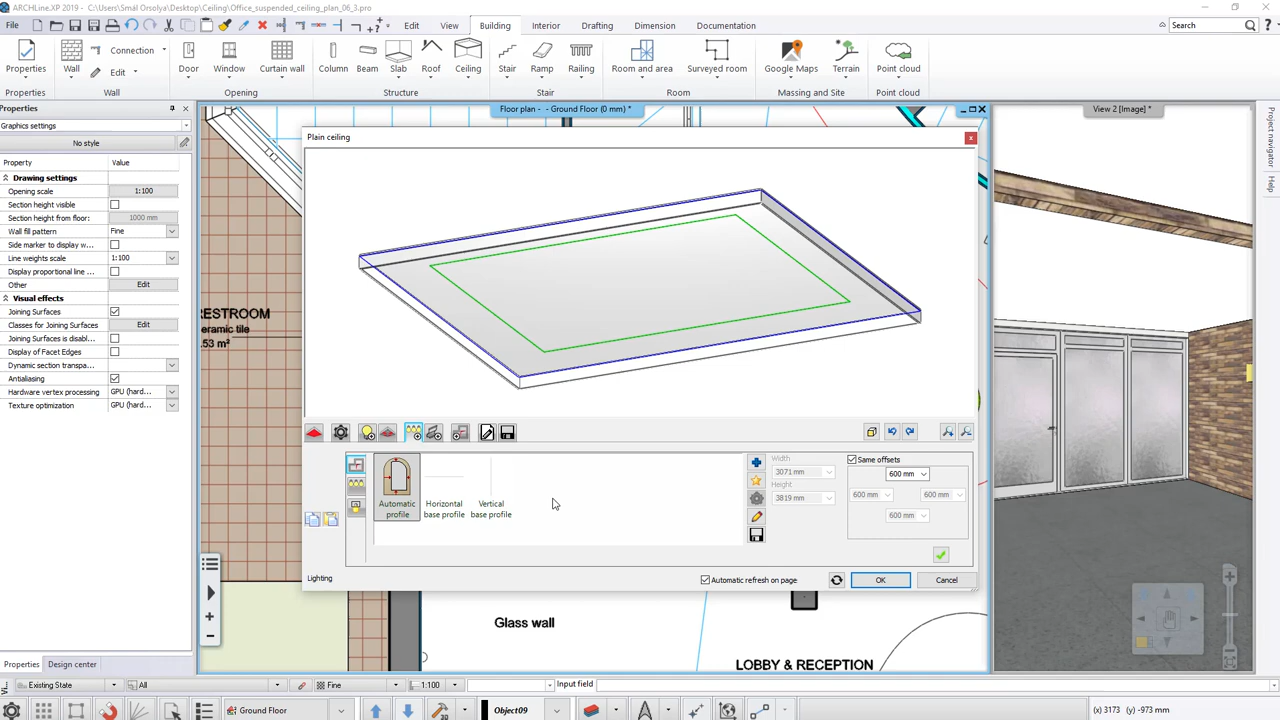 ARCHLine.XP 2019 - C:\Users\Smál Orsolya\Desktop\Ceiling\Office_suspended_ceiling_plan_06_3.pro
File Edit View Building Interior Drafting Dimension Documentation Search
Properties Wall Connection Edit Door Window Curtain wall Column Beam Slab Roof Ceiling Stair Ramp Railing Room and area Surveyed room Google Maps Terrain Point cloud
Properties Wall Opening Structure Stair Room Massing and Site Point cloud
Properties
Graphics settings
No style
Property Value
Drawing settings
Opening scale 1:100
Section height visible
Section height from floor: 1000 mm
Wall fill pattern Fine
Side marker to display w...
Line weights scale 1:100
Display proportional line ...
Other Edit
Visual effects
Joining Surfaces
Classes for Joining Surfaces Edit
Joining Surfaces is disabl...
Display of Facet Edges
Dynamic section transpa...
Antialiasing
Hardware vertex processing GPU (hard...
Texture optimization GPU (hard...
Properties Design center
Floor plan - - Ground Floor (0 mm) *
View 2 [Image] *
Project navigator
Help
RESTROOM
eramic tile
.53 m²
Plain ceiling
Automatic
profile
Horizontal
base profile
Vertical
base profile
Width
3071 mm
Height
3819 mm
Same offsets
600 mm
600 mm 600 mm
600 mm
Lighting
Automatic refresh on page
OK
Cancel
Glass wall
LOBBY & RECEPTION
Existing State All Fine 1:100 Input field
Ground Floor Object09 X: 3173 (Y) -973 mm